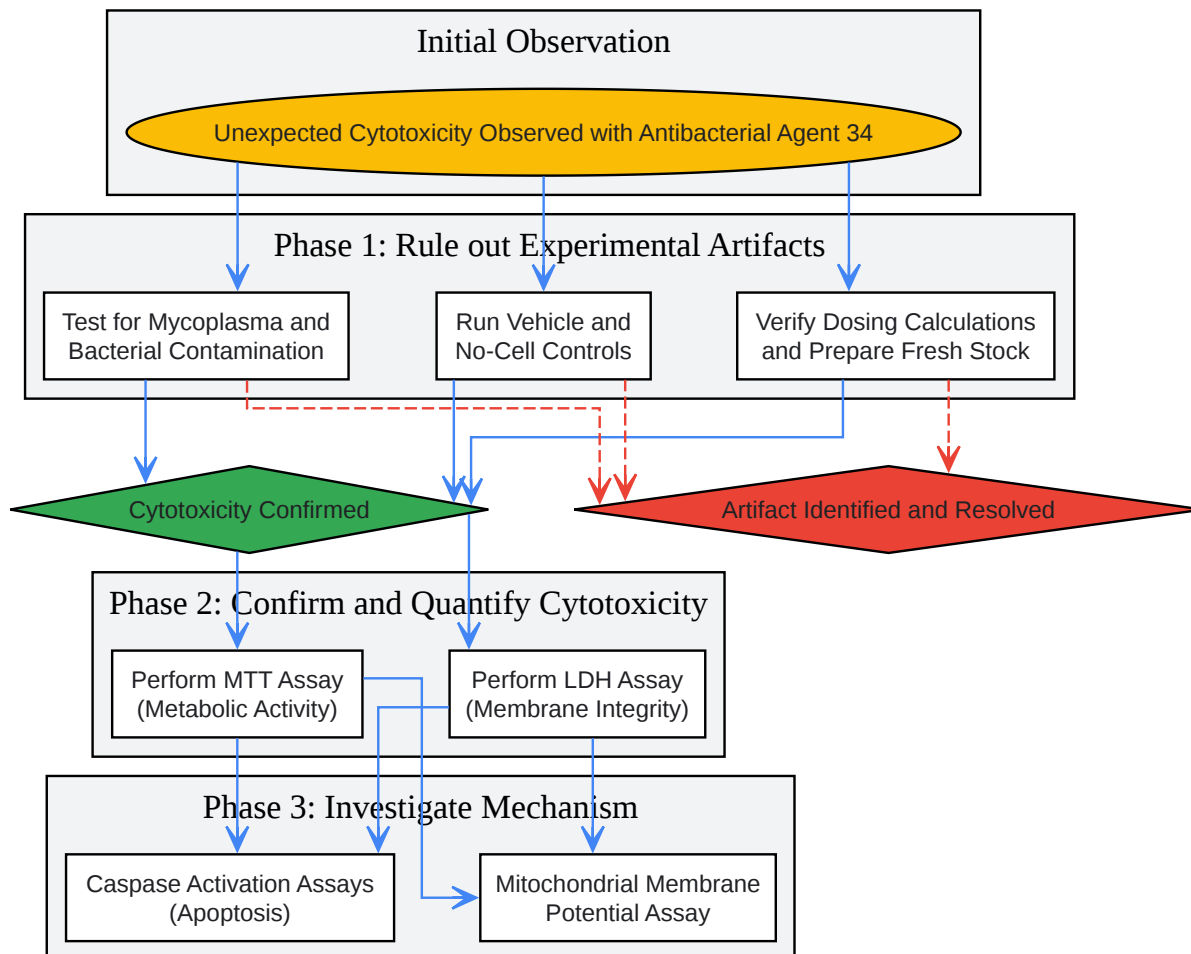 Initial Observation
Unexpected Cytotoxicity Observed with Antibacterial Agent 34
Phase 1: Rule out Experimental Artifacts
Test for Mycoplasma and
Bacterial Contamination
Run Vehicle and
No-Cell Controls
Verify Dosing Calculations
and Prepare Fresh Stock
Cytotoxicity Confirmed
Artifact Identified and Resolved
Phase 2: Confirm and Quantify Cytotoxicity
Perform MTT Assay
(Metabolic Activity)
Perform LDH Assay
(Membrane Integrity)
Phase 3: Investigate Mechanism
Caspase Activation Assays
(Apoptosis)
Mitochondrial Membrane
Potential Assay